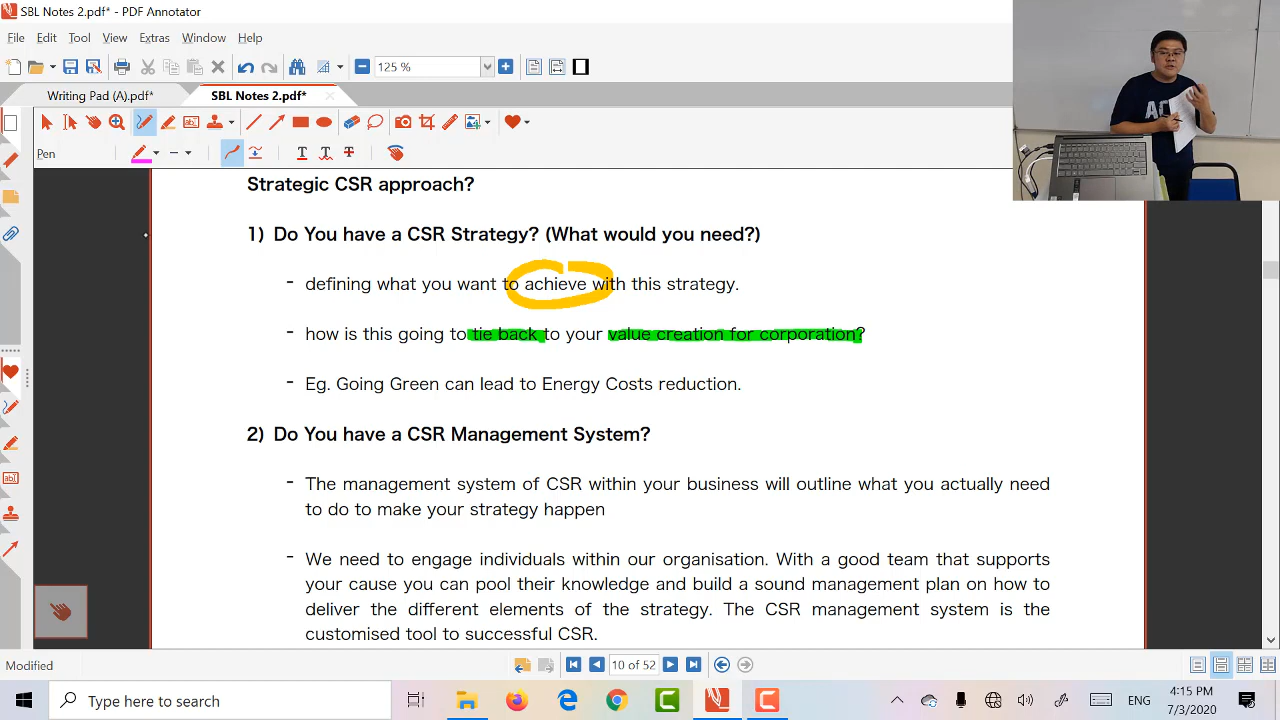 SBL Notes 2.pdf* - PDF Annotator
File Edit Tool View Extras Window Help
125 %
Writing Pad (A).pdf* SBL Notes 2.pdf*
Pen
Strategic CSR approach?
1) Do You have a CSR Strategy? (What would you need?)
- defining what you want to achieve with this strategy.
- how is this going to tie back to your value creation for corporation?
- Eg. Going Green can lead to Energy Costs reduction.
2) Do You have a CSR Management System?
- The management system of CSR within your business will outline what you actually need
to do to make your strategy happen
- We need to engage individuals within our organisation. With a good team that supports
your cause you can pool their knowledge and build a sound management plan on how to
deliver the different elements of the strategy. The CSR management system is the
customised tool to successful CSR.
Modified
10 of 52
Type here to search
ENG
4:15 PM
7/3/2020